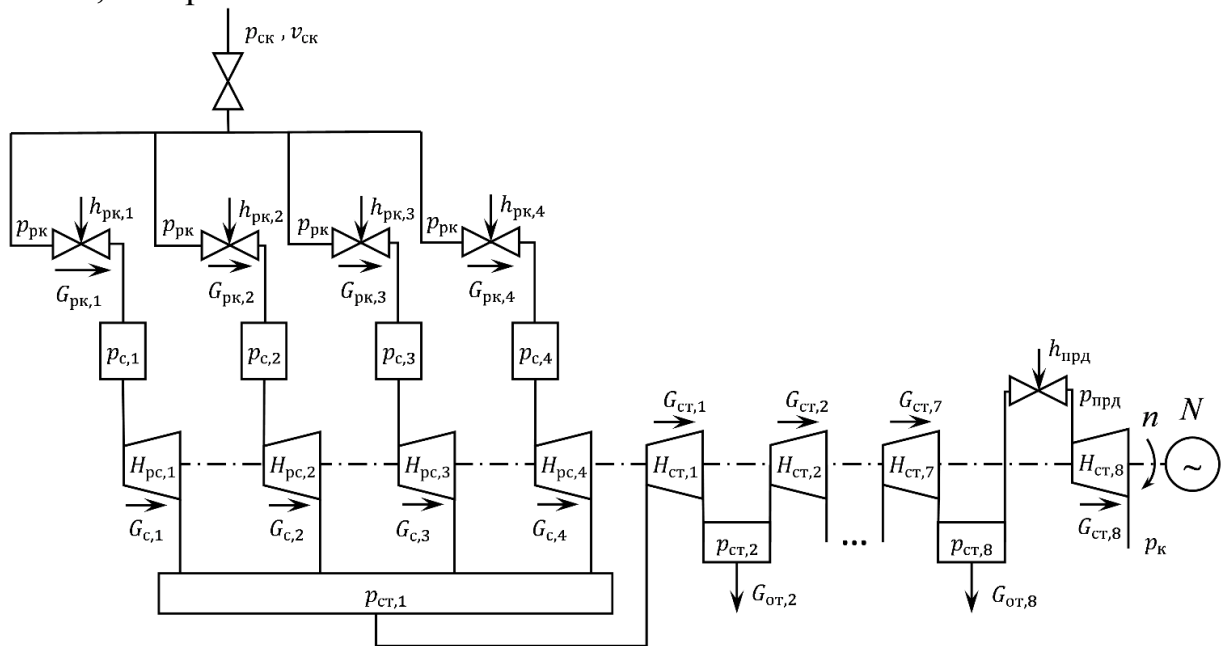 p_ск , v_ск
h_рк,1 h_рк,2 h_рк,3 h_рк,4
p_рк p_рк p_рк p_рк
G_рк,1 G_рк,2 G_рк,3 G_рк,4
p_с,1 p_с,2 p_с,3 p_с,4
h_прд
G_ст,1 G_ст,2 G_ст,7 p_прд
n N
H_рс,1 H_рс,2 H_рс,3 H_рс,4 H_ст,1 H_ст,2 H_ст,7 H_ст,8 ~
G_с,1 G_с,2 G_с,3 G_с,4 G_ст,8
p_ст,2 ... p_ст,8 p_к
p_ст,1 G_от,2 G_от,8